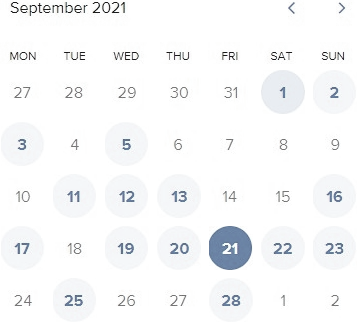 September 2021
MON TUE WED THU FRI SAT SUN
27 28 29 30 31 1 2
3 4 5 6 7 8 9
10 11 12 13 14 15 16
17 18 19 20 21 22 23
24 25 26 27 28 1 2